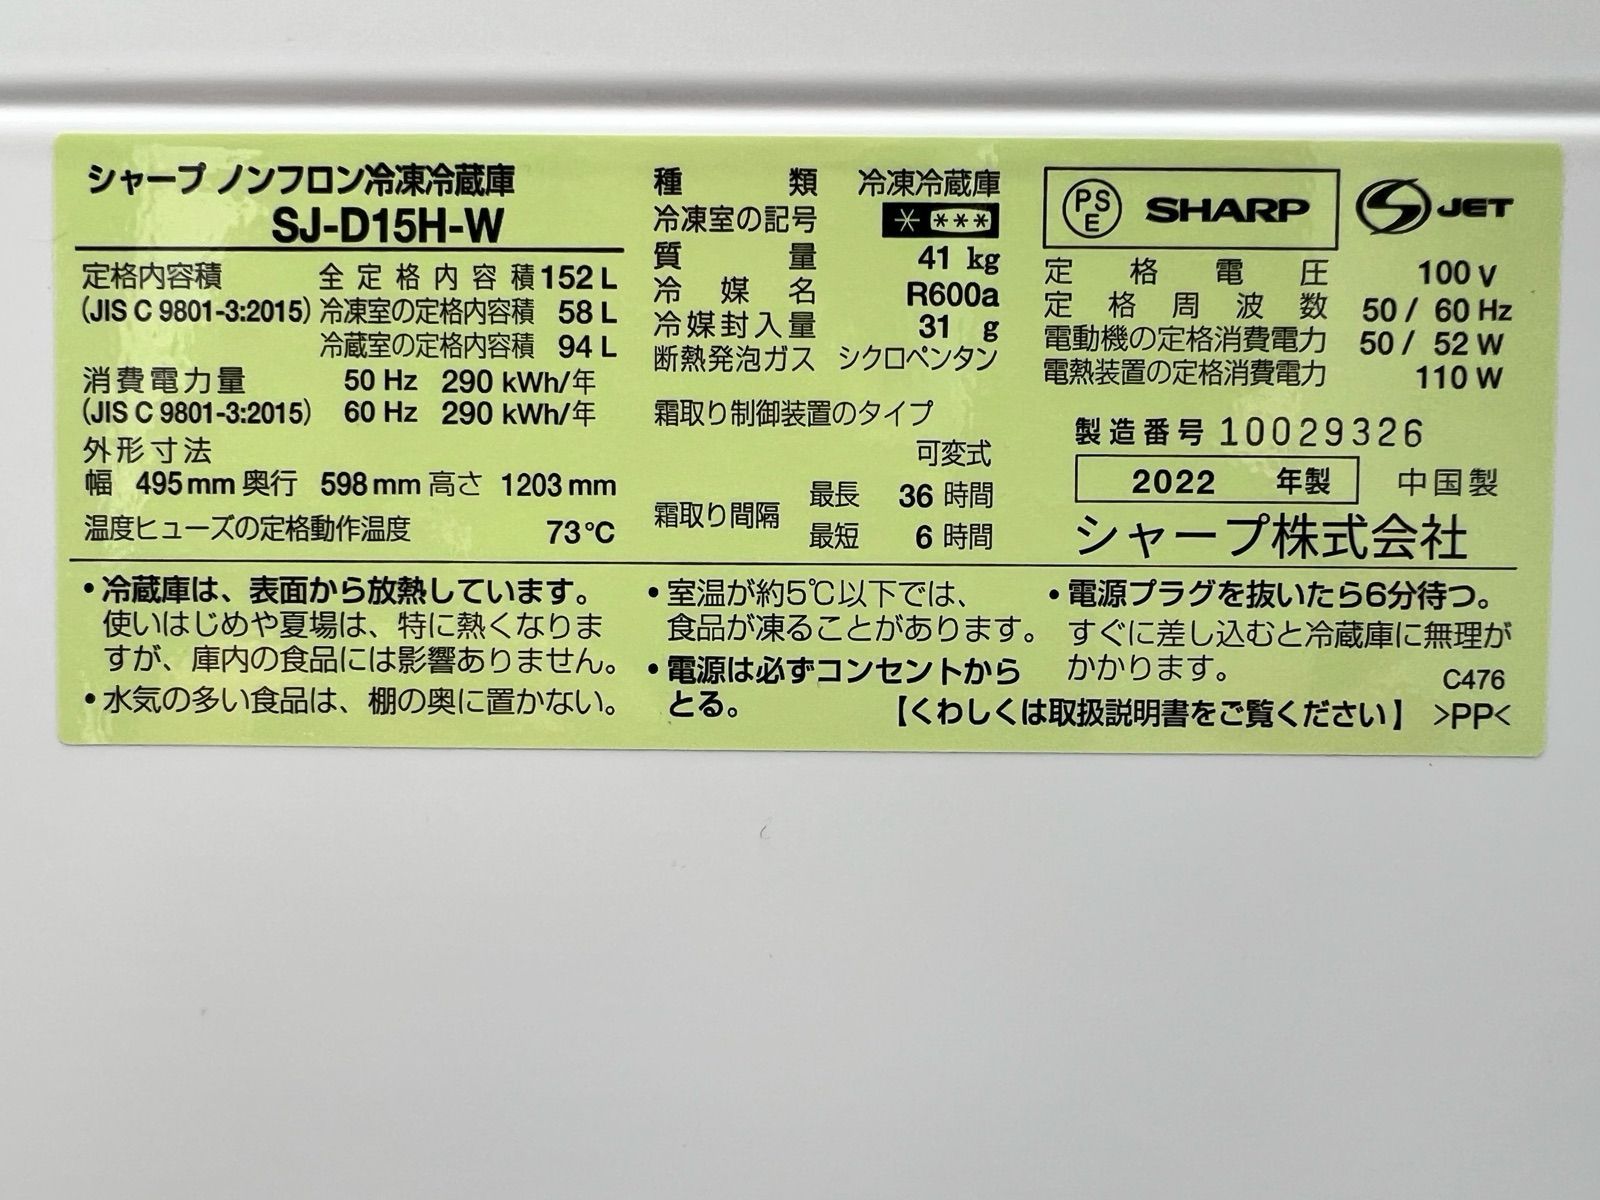 シャープ ノンフロン冷凍冷蔵庫
SJ-D15H-W
定格内容積 全定格内容積 152 L
(JIS C 9801-3:2015) 冷凍室の定格内容積 58 L
冷蔵室の定格内容積 94 L
消費電力量 50 Hz 290 kWh/年
(JIS C 9801-3:2015) 60 Hz 290 kWh/年
外形寸法
幅 495 mm 奥行 598 mm 高さ 1203 mm
温度ヒューズの定格動作温度 73℃
種類 冷凍冷蔵庫
冷凍室の記号 * ***
質量 41 kg
冷媒名 R600a
冷媒封入量 31 g
断熱発泡ガス シクロペンタン
霜取り制御装置のタイプ
可変式
霜取り間隔 最長 36 時間
最短 6 時間
PSE SHARP S JET
定格電圧 100 V
定格周波数 50 / 60 Hz
電動機の定格消費電力 50 / 52 W
電熱装置の定格消費電力 110 W
製造番号 10029326
2022 年製 中国製
シャープ株式会社
・冷蔵庫は、表面から放熱しています。
使いはじめや夏場は、特に熱くなりま
すが、庫内の食品には影響ありません。
・水気の多い食品は、棚の奥に置かない。
・室温が約5℃以下では、
食品が凍ることがあります。
・電源は必ずコンセントから
とる。
・電源プラグを抜いたら6分待つ。
すぐに差し込むと冷蔵庫に無理が
かかります。
C476
【くわしくは取扱説明書をご覧ください】 >PP<